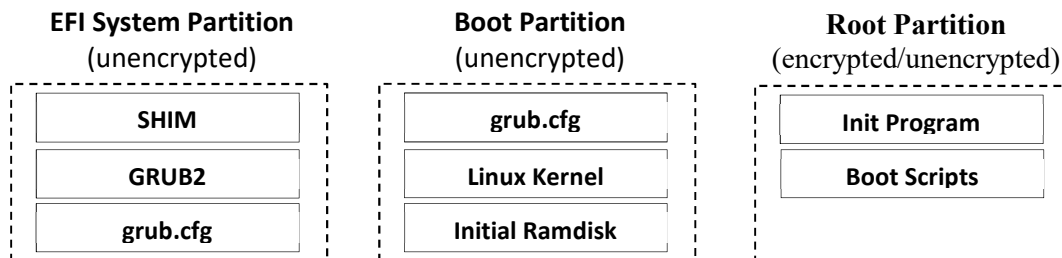 EFI System Partition
(unencrypted)
SHIM
GRUB2
grub.cfg
Boot Partition
(unencrypted)
grub.cfg
Linux Kernel
Initial Ramdisk
Root Partition
(encrypted/unencrypted)
Init Program
Boot Scripts